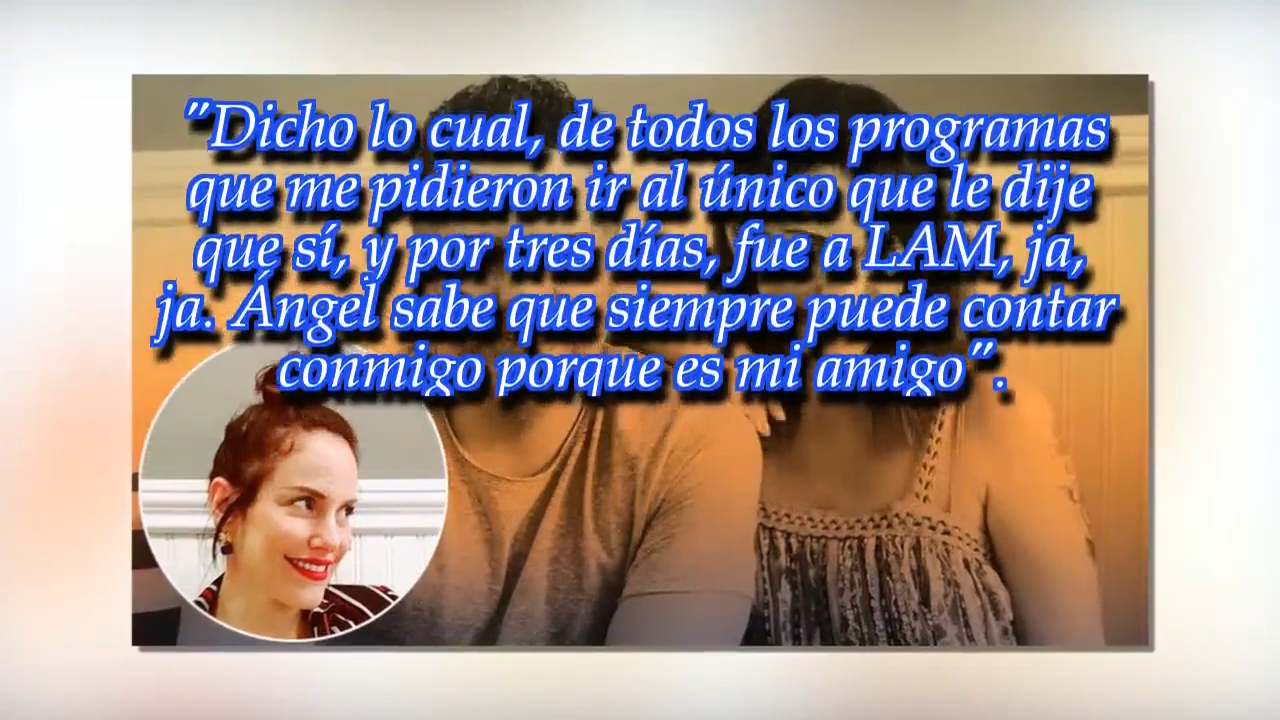 "Dicho lo cual, de todos los programas
que me pidieron ir al único que le dije
que sí, y por tres días, fue a LAM, ja,
ja. Ángel sabe que siempre puede contar
conmigo porque es mi amigo".